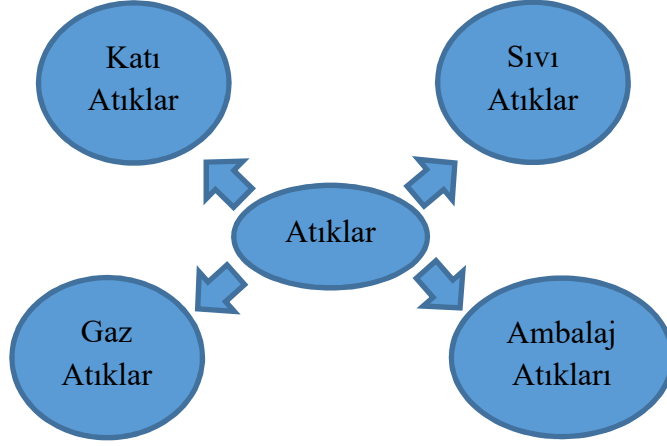 Katı
Atıklar
Sıvı
Atıklar
Atıklar
Gaz
Atıklar
Ambalaj
Atıkları